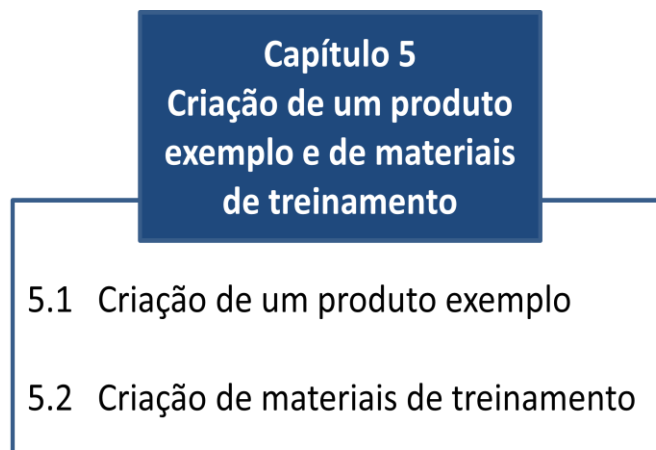 Capítulo 5
Criação de um produto
exemplo e de materiais
de treinamento
5.1 Criação de um produto exemplo
5.2 Criação de materiais de treinamento